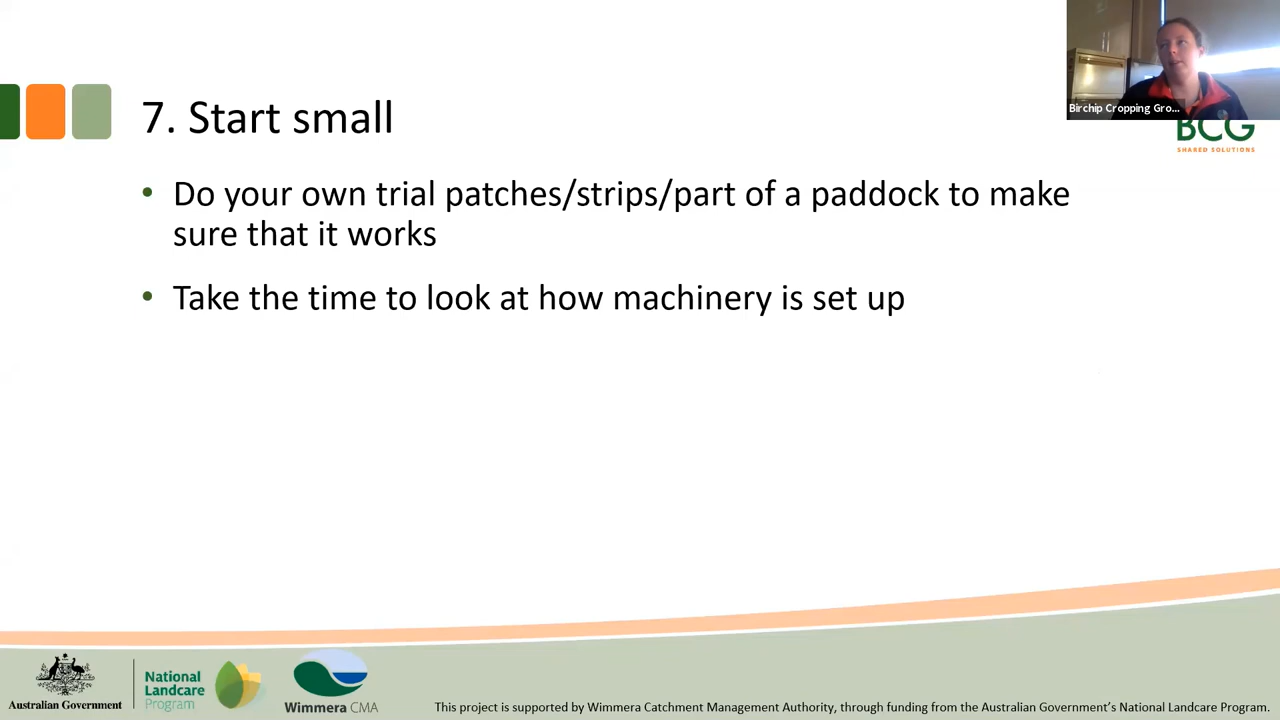 7. Start small
Birchip Cropping Gro...
BCG
SHARED SOLUTIONS
• Do your own trial patches/strips/part of a paddock to make
sure that it works
• Take the time to look at how machinery is set up
Australian Government
National
Landcare
Program
Wimmera CMA
This project is supported by Wimmera Catchment Management Authority, through funding from the Australian Government's National Landcare Program.